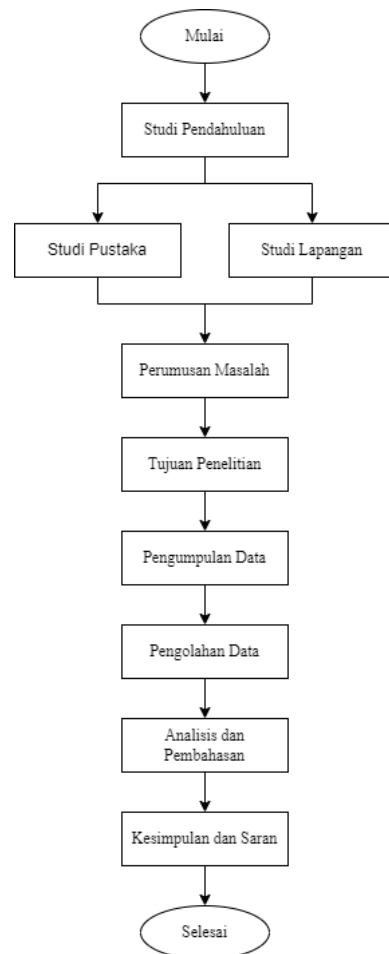 Mulai
Studi Pendahuluan
Studi Pustaka
Studi Lapangan
Perumusan Masalah
Tujuan Penelitian
Pengumpulan Data
Pengolahan Data
Analisis dan
Pembahasan
Kesimpulan dan Saran
Selesai